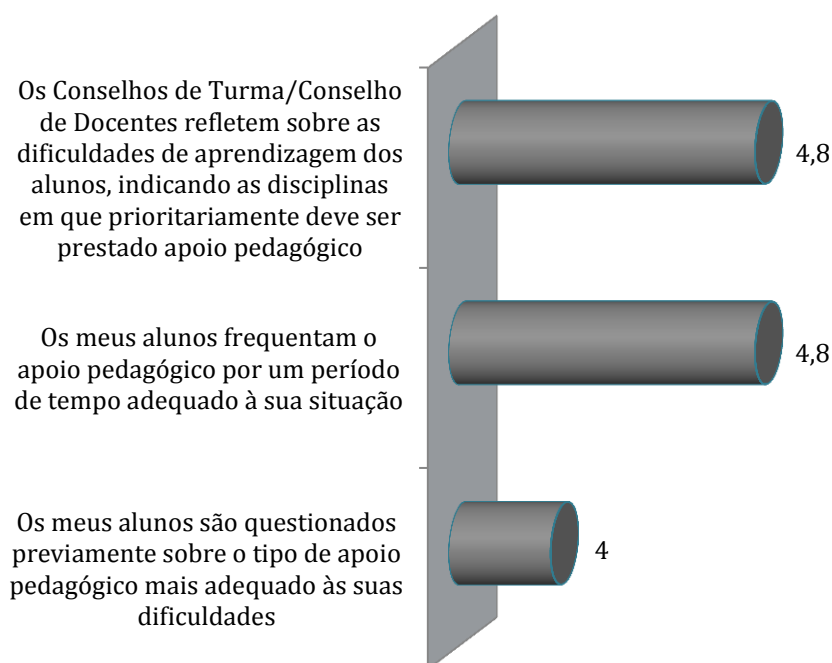 Os Conselhos de Turma/Conselho
de Docentes refletem sobre as
dificuldades de aprendizagem dos
alunos, indicando as disciplinas
em que prioritariamente deve ser
prestado apoio pedagógico
4,8
Os meus alunos frequentam o
apoio pedagógico por um período
de tempo adequado à sua situação
4,8
Os meus alunos são questionados
previamente sobre o tipo de apoio
pedagógico mais adequado às suas
dificuldades
4